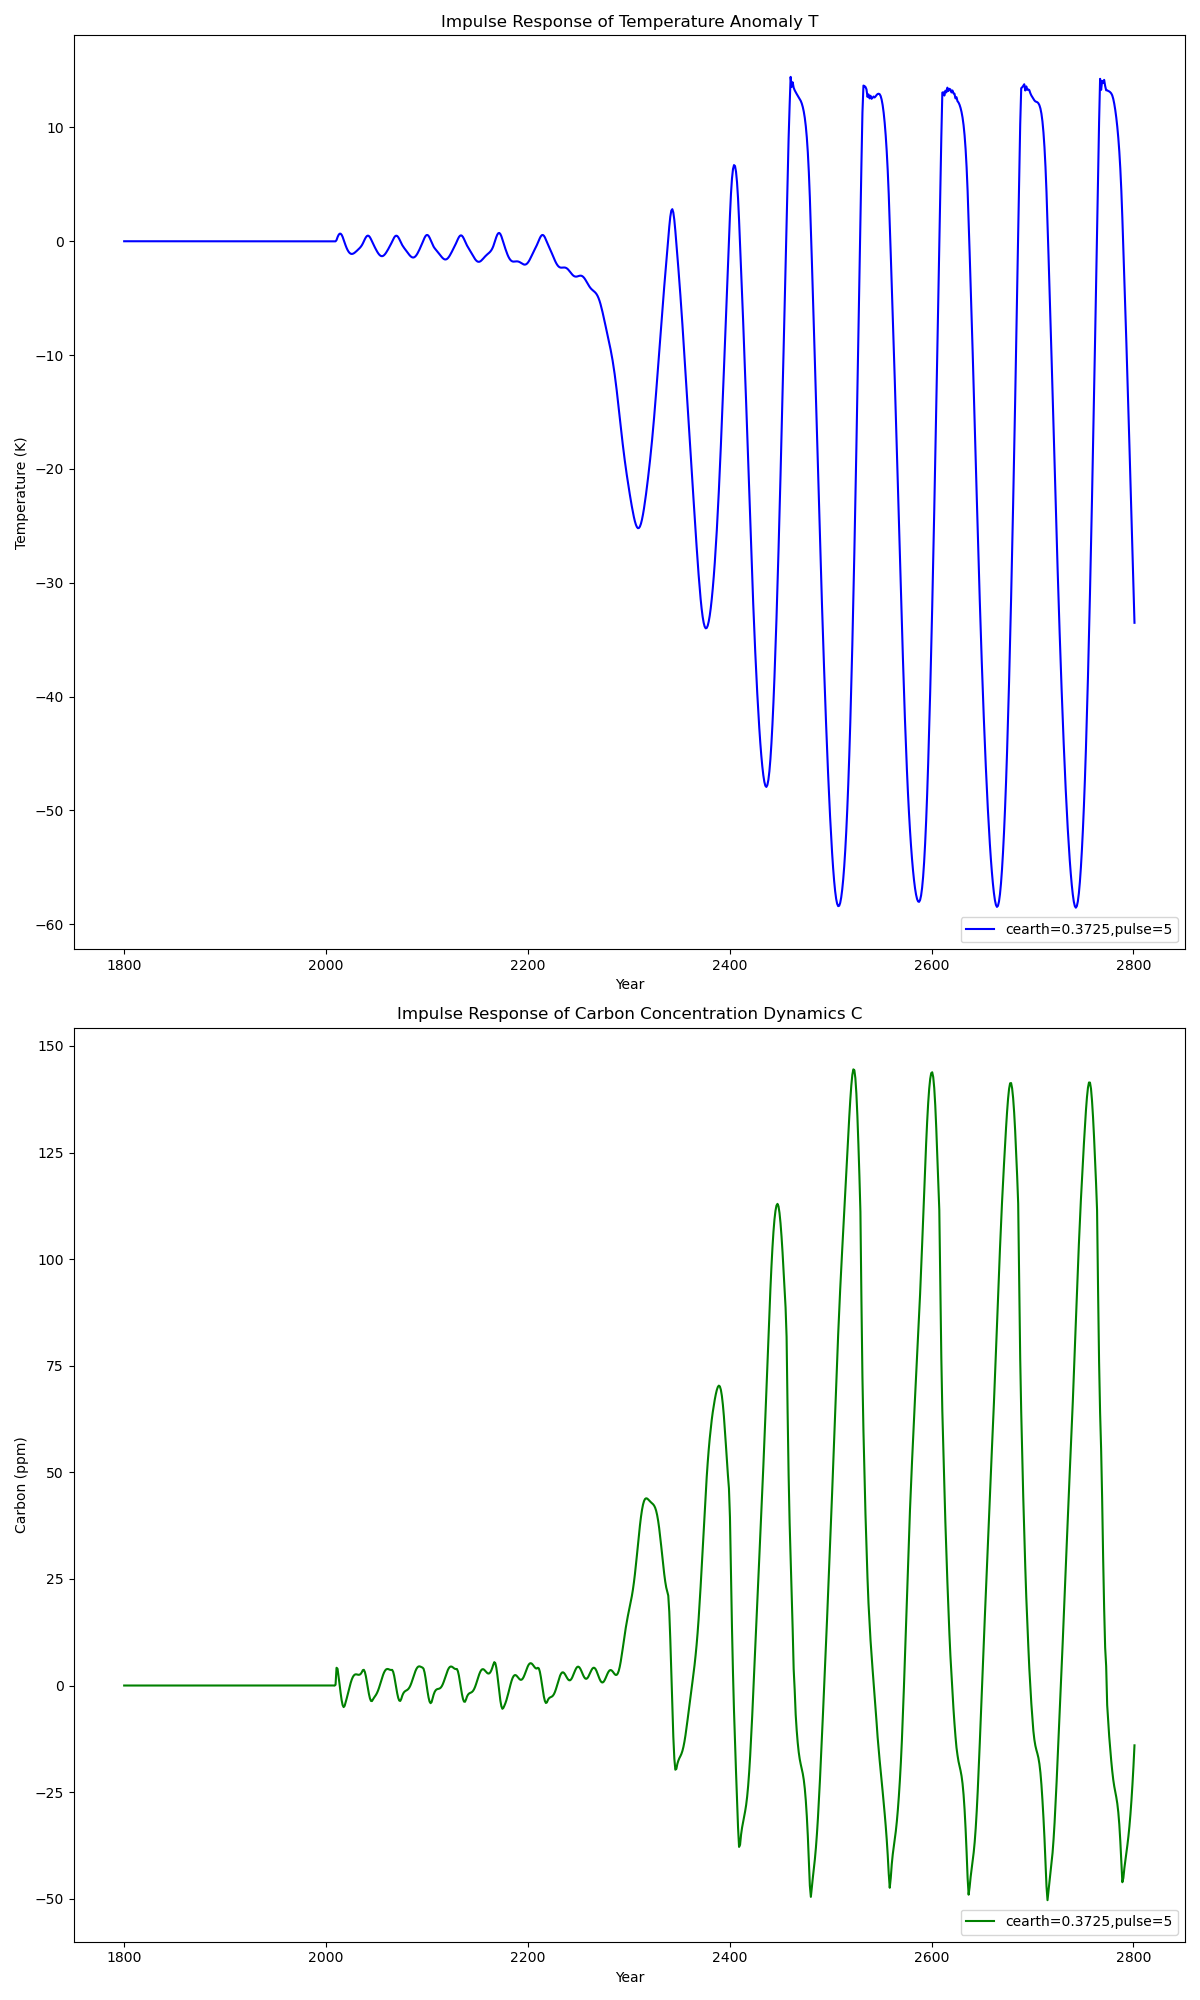 Impulse Response of Temperature Anomaly T
Temperature (K)
10
0
−10
−20
−30
−40
−50
−60
cearth=0.3725,pulse=5
1800 2000 2200 2400 2600 2800
Year
Impulse Response of Carbon Concentration Dynamics C
Carbon (ppm)
150
125
100
75
50
25
0
−25
−50
cearth=0.3725,pulse=5
1800 2000 2200 2400 2600 2800
Year